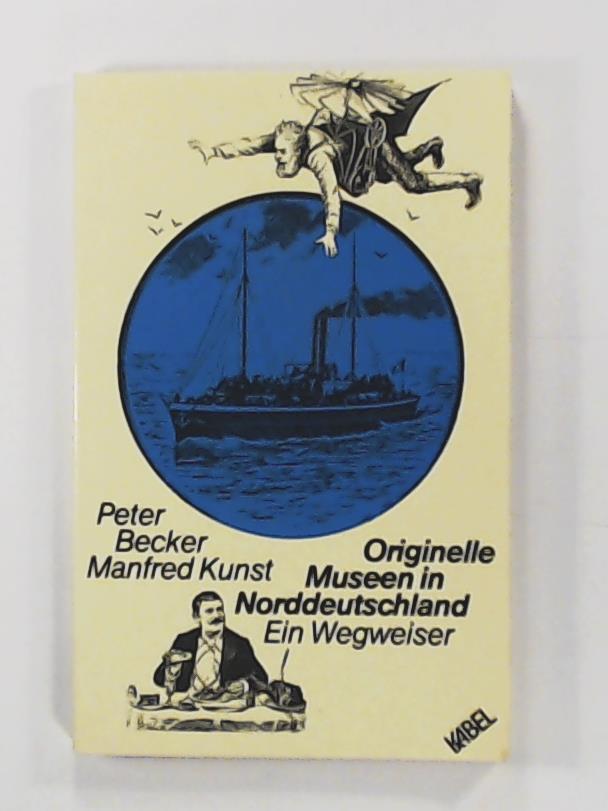 Peter
Becker
Manfred Kunst
Originelle
Museen in
Norddeutschland
Ein Wegweiser
KABEL